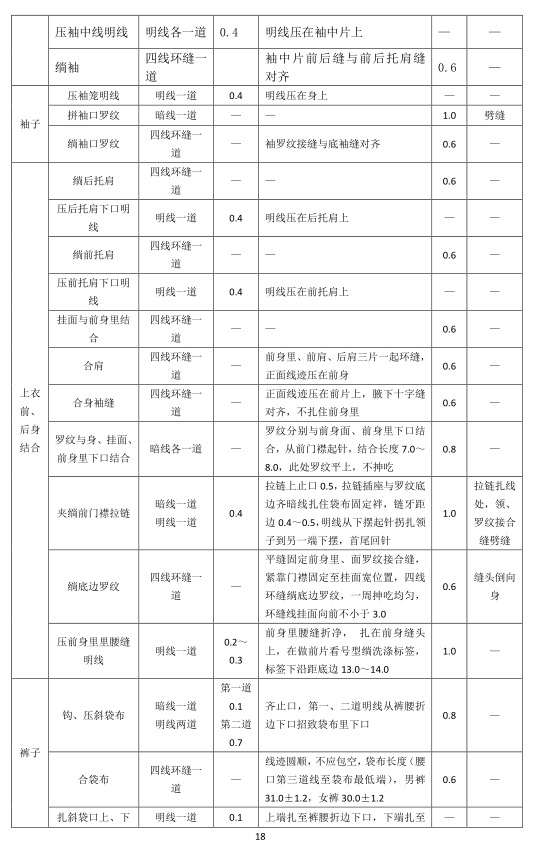 压袖中线明线 明线各一道 0.4 明线压在袖中片上 — —
绱袖 四线环缝一道 — 袖中片前后缝与前后托肩缝对齐 0.6 —
袖子
压袖笼明线 明线一道 0.4 明线压在身上 — —
拼袖口罗纹 暗线一道 — — 1.0 劈缝
绱袖口罗纹 四线环缝一道 — 袖罗纹接缝与底袖缝对齐 0.6 —
上衣前、后身结合
绱后托肩 四线环缝一道 — — 0.6 —
压后托肩下口明线 明线一道 0.4 明线压在后托肩上 — —
绱前托肩 四线环缝一道 — — 0.6 —
压前托肩下口明线 明线一道 0.4 明线压在前托肩上 — —
挂面与前身里结合 四线环缝一道 — — 0.6 —
合肩 四线环缝一道 — 前身里、前肩、后肩三片一起环缝，正面线迹压在前身 0.6 —
合身袖缝 四线环缝一道 — 正面线迹压在前片上，腋下十字缝对齐，不扎住前身里 0.6 —
罗纹与身、挂面、前身里下口结合 暗线各一道 — 罗纹分别与前身面、前身里下口结合，从前门襟起针，结合长度 7.0～8.0，此处罗纹平上，不抻吃 0.8 —
夹绱前门襟拉链 暗线一道 明线一道 0.4 拉链上止口 0.5，拉链插座与罗纹底边齐暗线扎住袋布固定袢，链牙距边 0.4～0.5，明线从下摆起针拐扎领子到另一端下摆，首尾回针 1.0 拉链扎线处，领、罗纹接合缝劈缝
绱底边罗纹 四线环缝一道 — 平缝固定前身里、面罗纹接合缝，紧靠门襟固定至挂面宽位置，四线环缝绱底边罗纹，一周抻吃均匀，环缝线挂面向前不小于 3.0 0.6 缝头倒向身
压前身里里腰缝明线 明线一道 0.2～0.3 前身里腰缝折净， 扎在前身缝头上，在做前片看号型绱洗涤标签，标签下沿距底边 13.0～14.0 1.0 —
裤子
钩、压斜袋布 暗线一道 明线两道 第一道 0.1 第二道 0.7 齐止口，第一、二道明线从裤腰折边下口招致袋布里下口 0.8 —
合袋布 四线环缝一道 — 线迹圆顺，不应包空，袋布长度（腰口第三道线至袋布最低端），男裤 31.0±1.2，女裤 30.0±1.2 0.6 —
扎斜袋口上、下 明线一道 0.1 上端扎至裤腰折边下口，下端扎至 — —
18